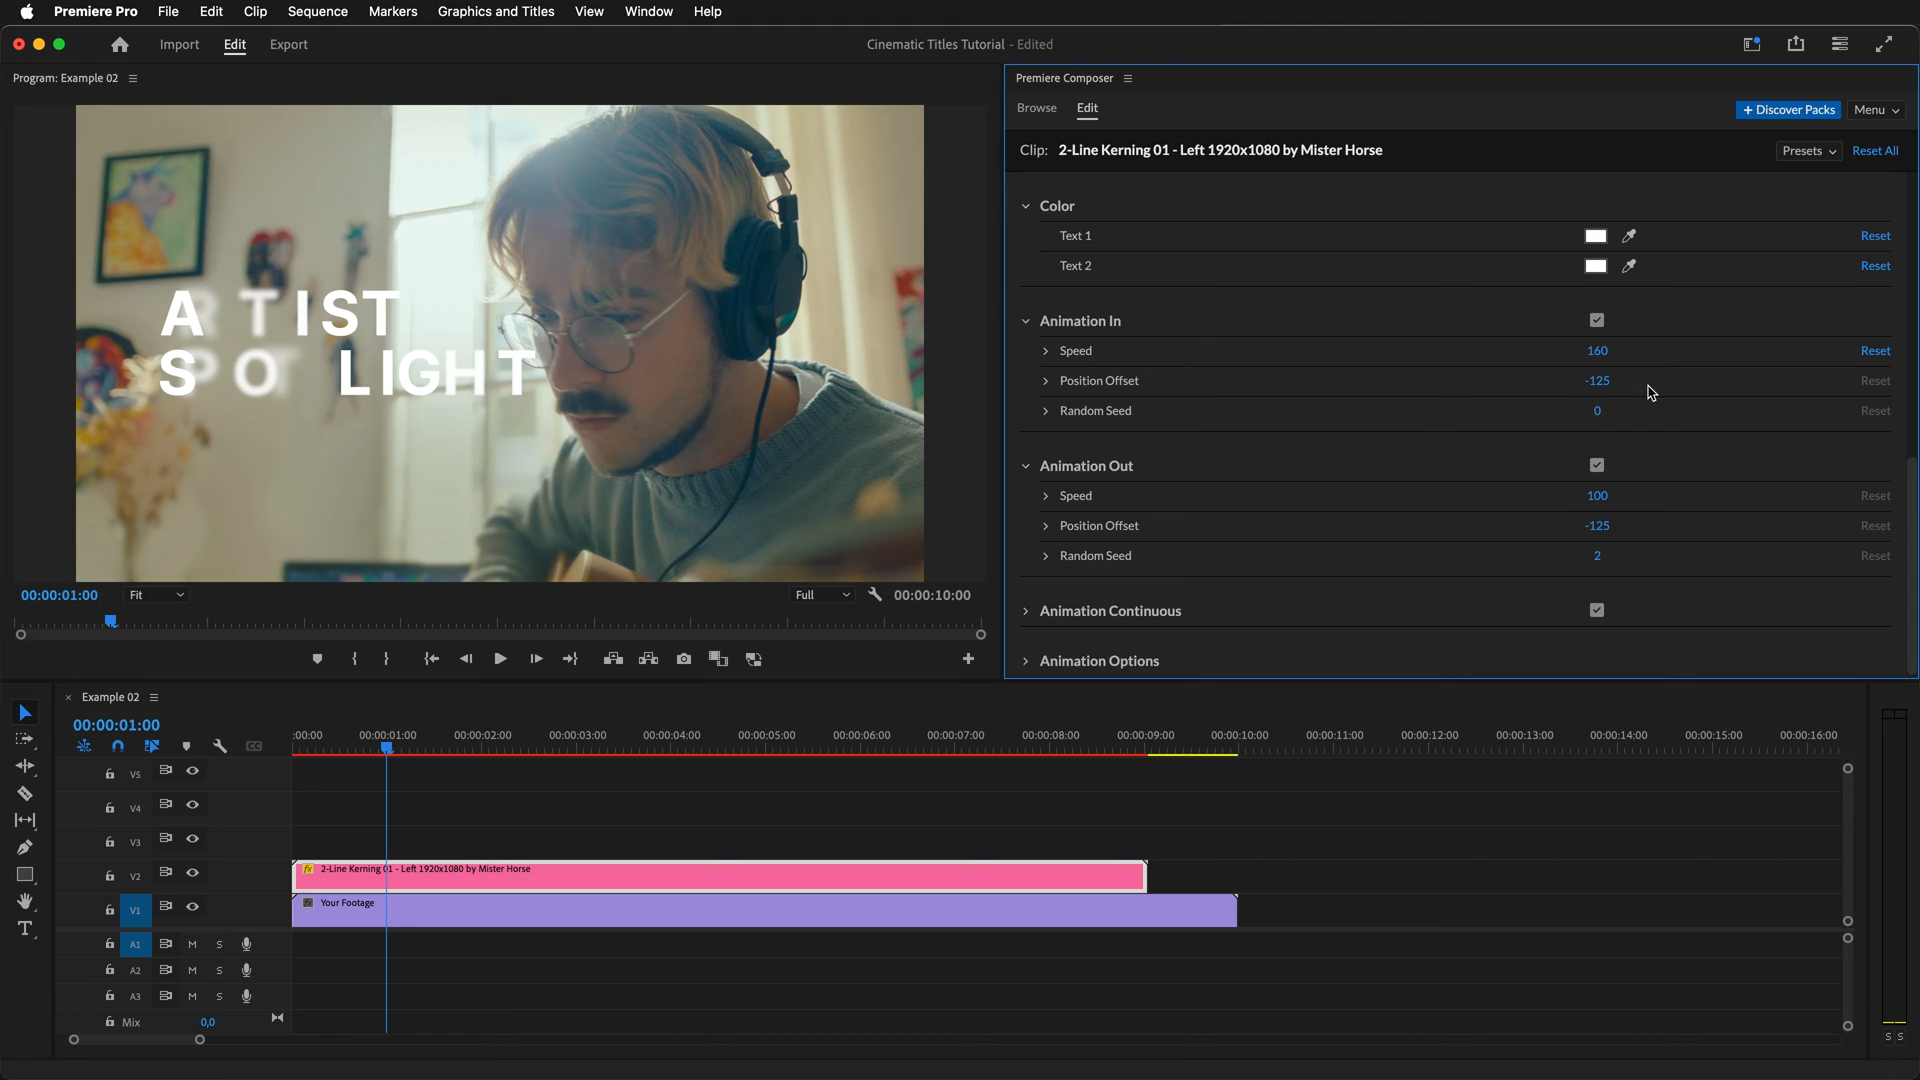 Premiere Pro File Edit Clip Sequence Markers Graphics and Titles View Window Help
Import Edit Export Cinematic Titles Tutorial - Edited
Program: Example 02
Premiere Composer
Browse Edit + Discover Packs Menu
Clip: 2-Line Kerning 01 - Left 1920x1080 by Mister Horse Presets Reset All
Color
Text 1 Reset
Text 2 Reset
Animation In
Speed 160 Reset
Position Offset -125 Reset
Random Seed 0 Reset
Animation Out
Speed 100 Reset
Position Offset -125 Reset
Random Seed 2 Reset
Animation Continuous
Animation Options
ARTIST
SPOTLIGHT
00:00:01:00 Fit Full 00:00:10:00
× Example 02
00:00:01:00
:00:00 00:00:01:00 00:00:02:00 00:00:03:00 00:00:04:00 00:00:05:00 00:00:06:00 00:00:07:00 00:00:08:00 00:00:09:00 00:00:10:00 00:00:11:00 00:00:12:00 00:00:13:00 00:00:14:00 00:00:15:00 00:00:16:00
CC
V5
V4
V3
V2 fx 2-Line Kerning 01 - Left 1920x1080 by Mister Horse
V1 fx Your Footage
A1 M S
A2 M S
A3 M S
Mix 0,0
S S